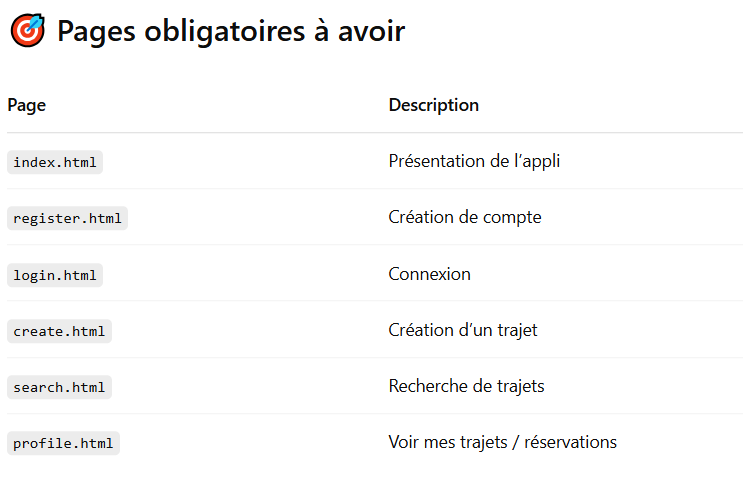 🎯 Pages obligatoires à avoir
Page Description
index.html Présentation de l’appli
register.html Création de compte
login.html Connexion
create.html Création d’un trajet
search.html Recherche de trajets
profile.html Voir mes trajets / réservations